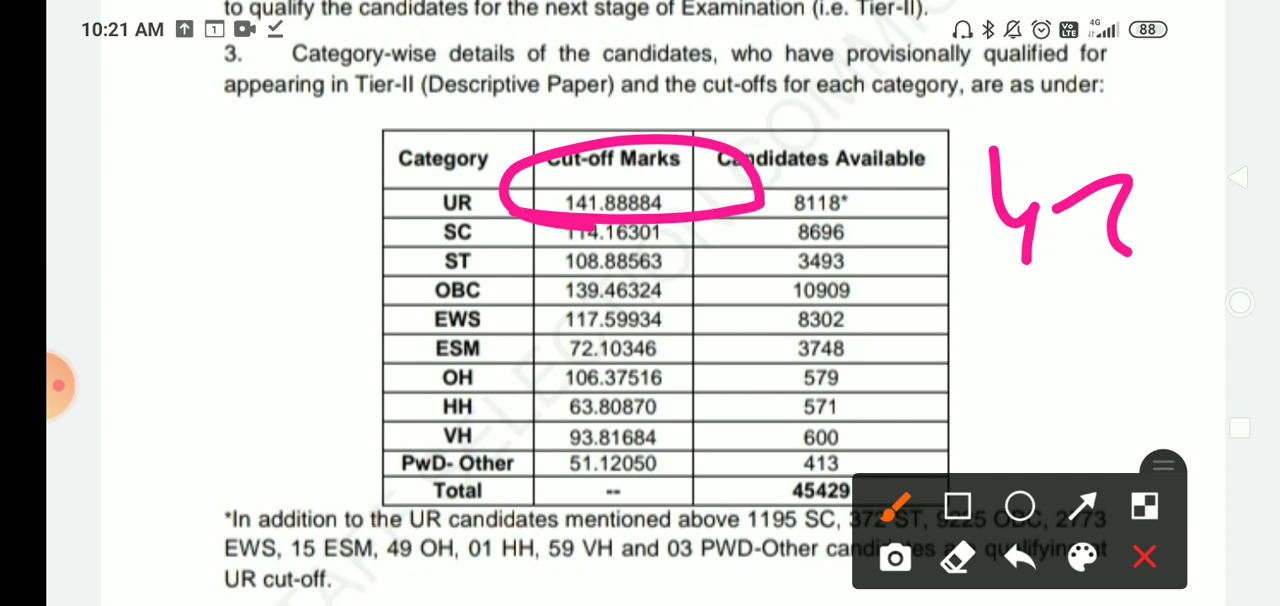 to qualify the candidates for the next stage of Examination (i.e. Tier-II).
10:21 AM 1 Vo LTE 4G 88
3. Category-wise details of the candidates, who have provisionally qualified for
appearing in Tier-II (Descriptive Paper) and the cut-offs for each category, are as under:
Category Cut-off Marks Candidates Available
UR 141.88884 8118*
SC 114.16301 8696
ST 108.88563 3493
OBC 139.46324 10909
EWS 117.59934 8302
ESM 72.10346 3748
OH 106.37516 579
HH 63.80870 571
VH 93.81684 600
PwD- Other 51.12050 413
Total -- 45429
*In addition to the UR candidates mentioned above 1195 SC, 372 ST, 9225 OBC, 2773
EWS, 15 ESM, 49 OH, 01 HH, 59 VH and 03 PWD-Other candidates are qualifying at
UR cut-off.